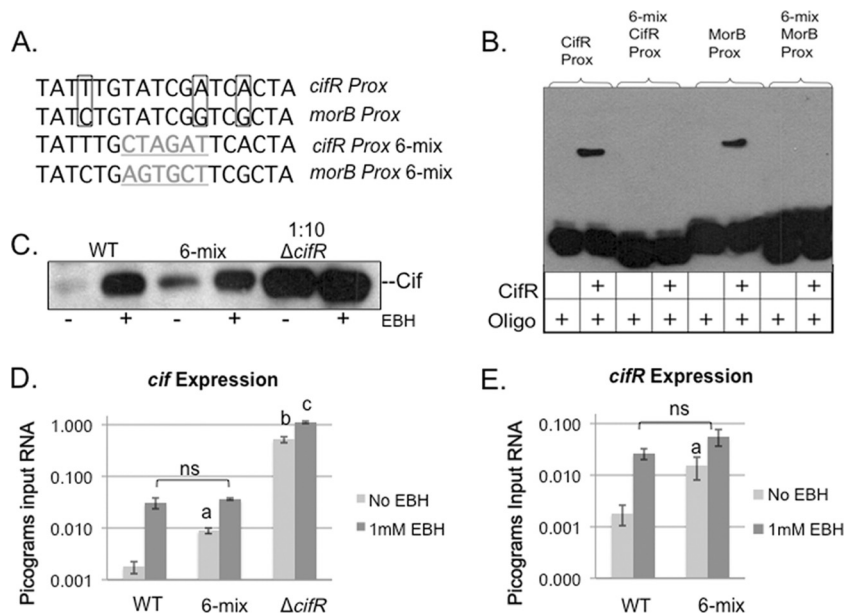 A.
TATTTGTATCGATCACTA cifR Prox
TATCTGTATCGGTCGCTA morB Prox
TATTTGCTAGATTCACTA cifR Prox 6-mix
TATCTGAGTGCTTCGCTA morB Prox 6-mix
B.
CifR Prox
6-mix CifR Prox
MorB Prox
6-mix MorB Prox
CifR + + + +
Oligo + + + + + + + +
C.
WT 6-mix 1:10 ΔcifR
--Cif
- + - + - + EBH
D.
cif Expression
Picograms input RNA
1.000
0.100
0.010
0.001
ns
a
b
c
WT 6-mix ΔcifR
No EBH
1mM EBH
E.
cifR Expression
Picograms Input RNA
0.100
0.010
0.001
0.000
ns
a
WT 6-mix
No EBH
1mM EBH